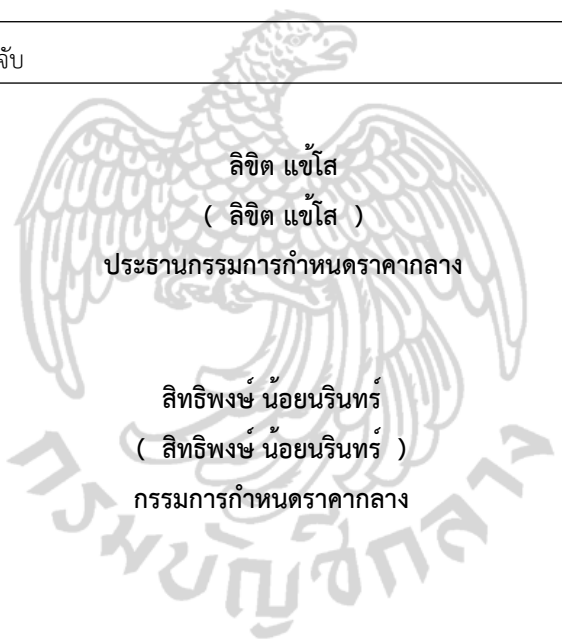 จับ
ลิขิต แข้โส
( ลิขิต แข้โส )
ประธานกรรมการกำหนดราคากลาง
สิทธิพงษ์ น้อยนรินทร์
( สิทธิพงษ์ น้อยนรินทร์ )
กรรมการกำหนดราคากลาง
กรมบัญชีกลาง